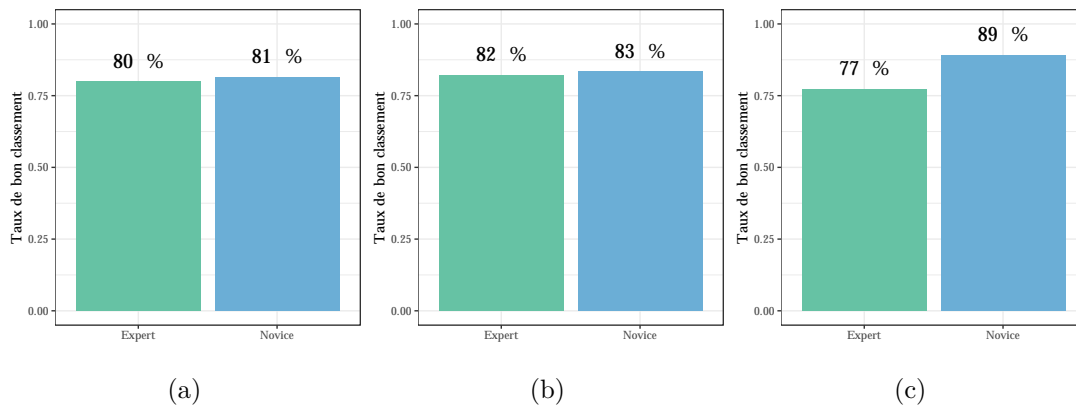 Taux de bon classement
1.00
0.75
0.50
0.25
0.00
80 %
81 %
Expert
Novice
(a)
Taux de bon classement
1.00
0.75
0.50
0.25
0.00
82 %
83 %
Expert
Novice
(b)
Taux de bon classement
1.00
0.75
0.50
0.25
0.00
77 %
89 %
Expert
Novice
(c)